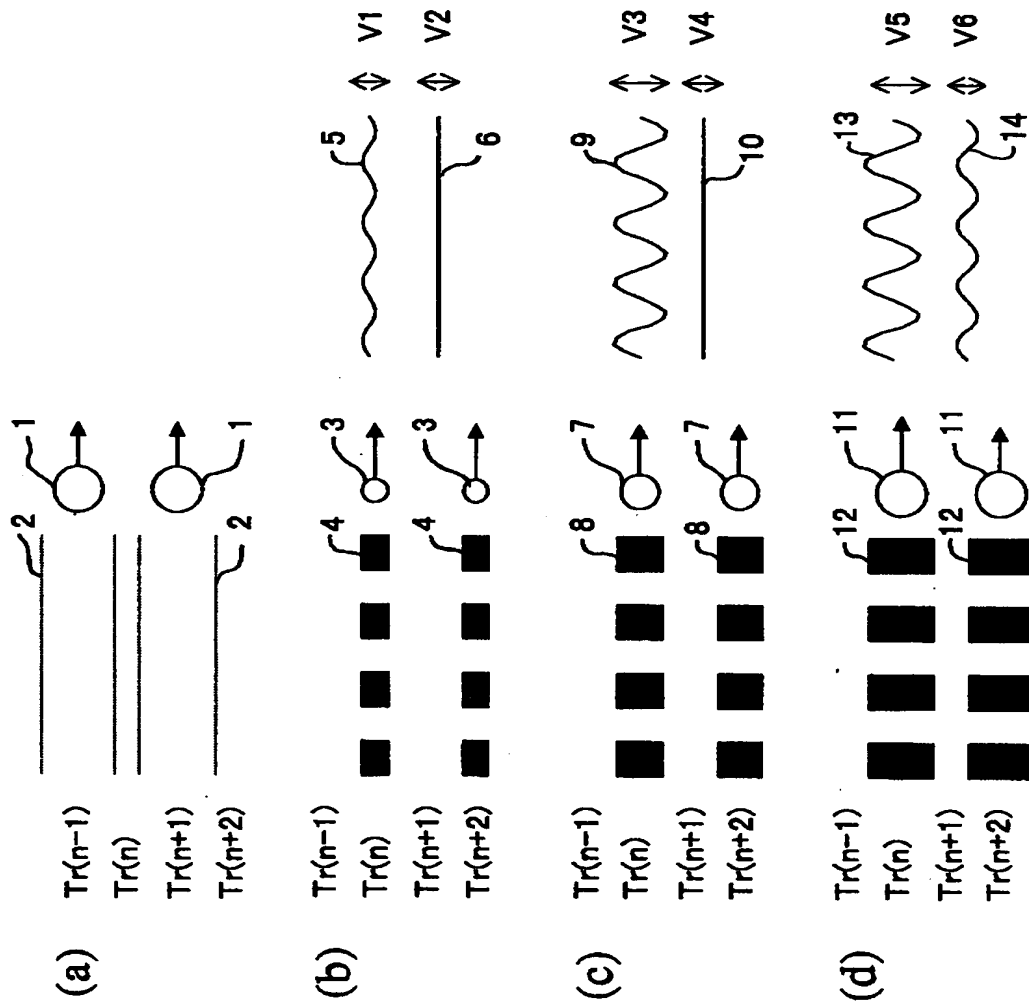 (a)
Tr(n-1)
Tr(n)
Tr(n+1)
Tr(n+2)
2
2
1
1
(b)
Tr(n-1)
Tr(n)
Tr(n+1)
Tr(n+2)
4
4
3
3
5
6
V1
V2
(c)
Tr(n-1)
Tr(n)
Tr(n+1)
Tr(n+2)
8
8
7
7
9
10
V3
V4
(d)
Tr(n-1)
Tr(n)
Tr(n+1)
Tr(n+2)
12
12
11
11
13
14
V5
V6